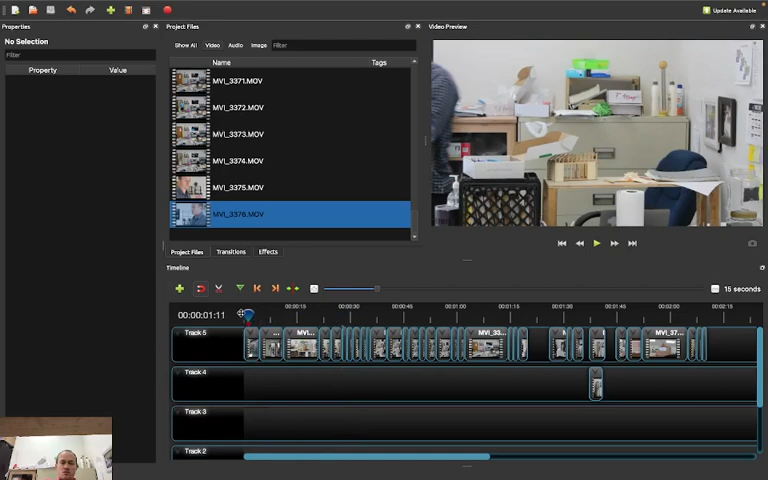 Update Available
Properties
Project Files
Video Preview
No Selection
Filter
Property Value
Show All Video Audio Image Filter
Name Tags
MVI_3371.MOV
MVI_3372.MOV
MVI_3373.MOV
MVI_3374.MOV
MVI_3375.MOV
MVI_3376.MOV
Project Files Transitions Effects
Timeline
15 seconds
00:00:01:11
00:00:15 00:00:30 00:00:45 00:01:00 00:01:15 00:01:30 00:01:45 00:02:00 00:02:15
Track 5
... MVI... MVI_33... MVI_37...
Track 4
Track 3
Track 2